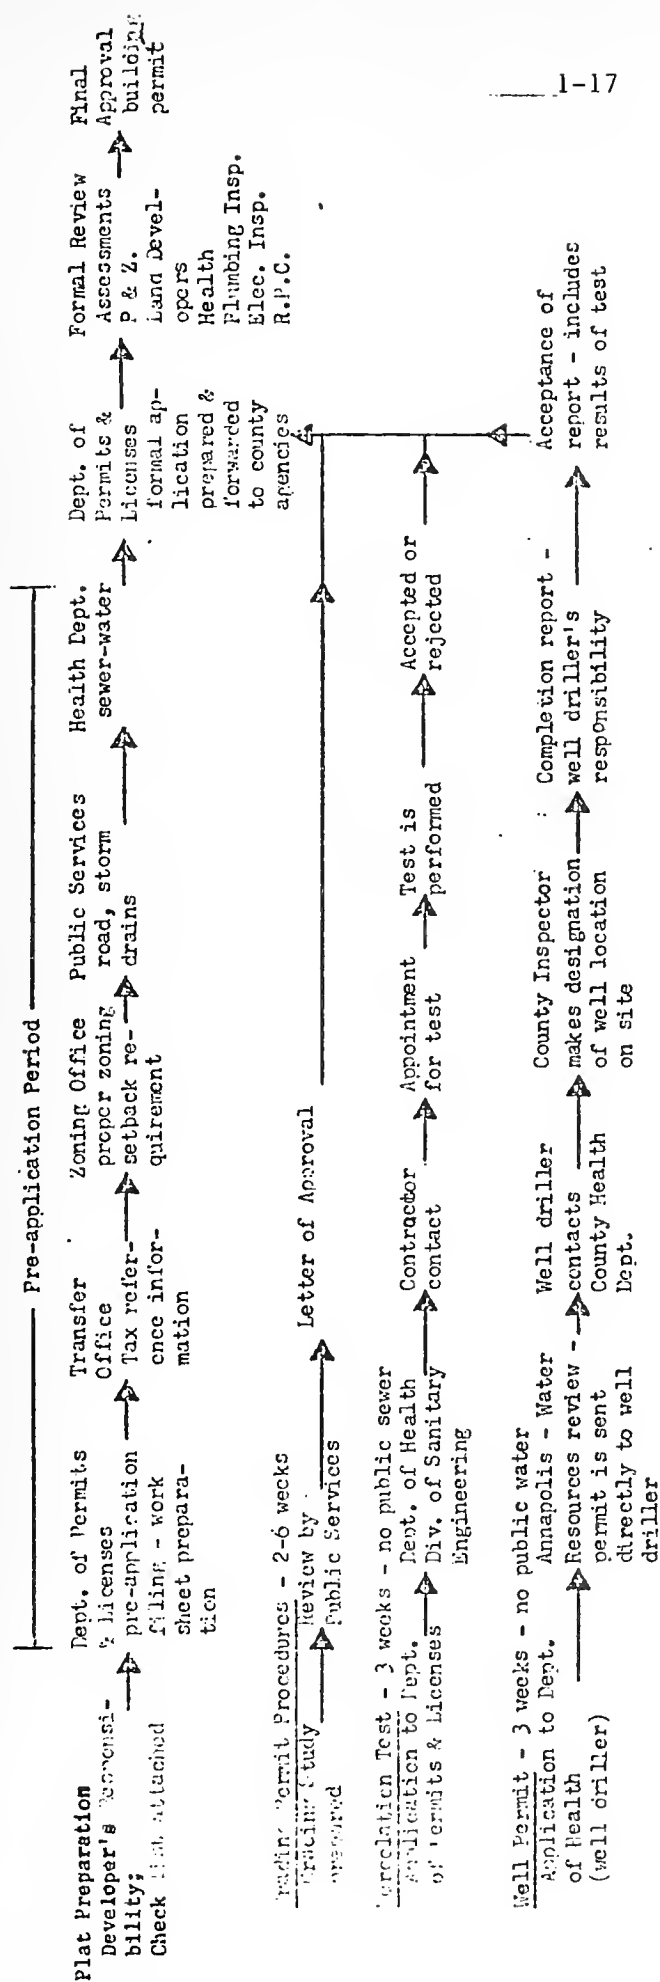 1-17
Pre-application Period
Plat Preparation
Developer's
bility;
Check List Attached
Dept. of Permits
& Licenses
pre-application
filing - work
sheet prepara-
tion
Transfer
Office
Tax refer-
ence infor-
mation
Zoning Office
proper zoning
setback re-
quirement
Public Services
road, storm
drains
Health Dept.
sewer-water
Dept. of
Permits &
Licenses
formal ap-
lication
prepared &
forwarded
to county
agencies
Formal Review
Assessments
P & Z.
Land Devel-
opers
Health
Plumbing Insp.
Elec. Insp.
R.P.C.
Final
Approval
building
permit
Grading Permit Procedures - 2-6 weeks
Grading Study
prepared
Review by
Public Services
Letter of Approval
Percolation Test - 3 weeks - no public sewer
Application to Dept.
of Permits & Licenses
Dept. of Health
Div. of Sanitary
Engineering
Contractor
contact
Appointment
for test
Test is
performed
Accepted or
rejected
Well Permit - 3 weeks - no public water
Application to Dept.
of Health
(well driller)
Annapolis - Water
Resources review -
permit is sent
directly to well
driller
Well driller
contacts
County Health
Dept.
County Inspector
makes designation
of well location
on site
Completion report -
well driller's
responsibility
Acceptance of
report - includes
results of test